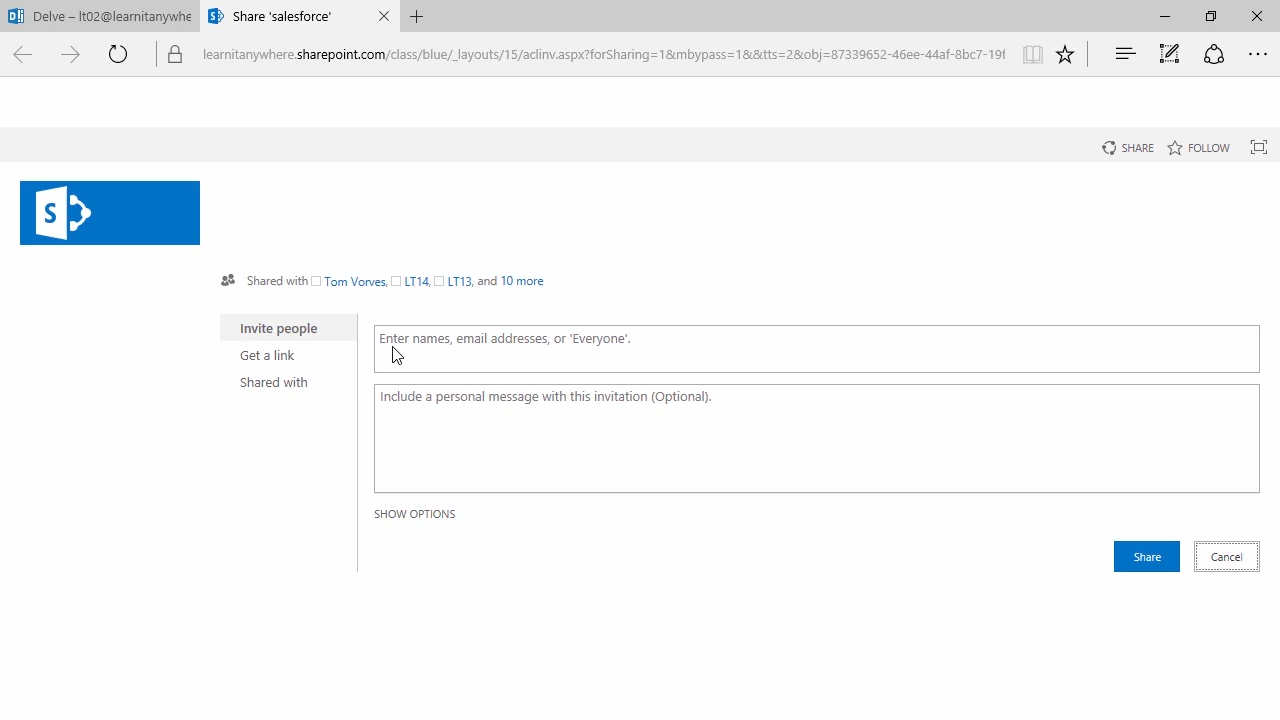 Delve – lt02@learnitanywhe
Share 'salesforce'
learnitanywhere.sharepoint.com/class/blue/_layouts/15/aclinv.aspx?forSharing=1&mbypass=1&&tts=2&obj=87339652-46ee-44af-8bc7-19f
SHARE FOLLOW
S
Shared with Tom Vorves, LT14, LT13, and 10 more
Invite people
Get a link
Shared with
Enter names, email addresses, or 'Everyone'.
Include a personal message with this invitation (Optional).
SHOW OPTIONS
Share
Cancel